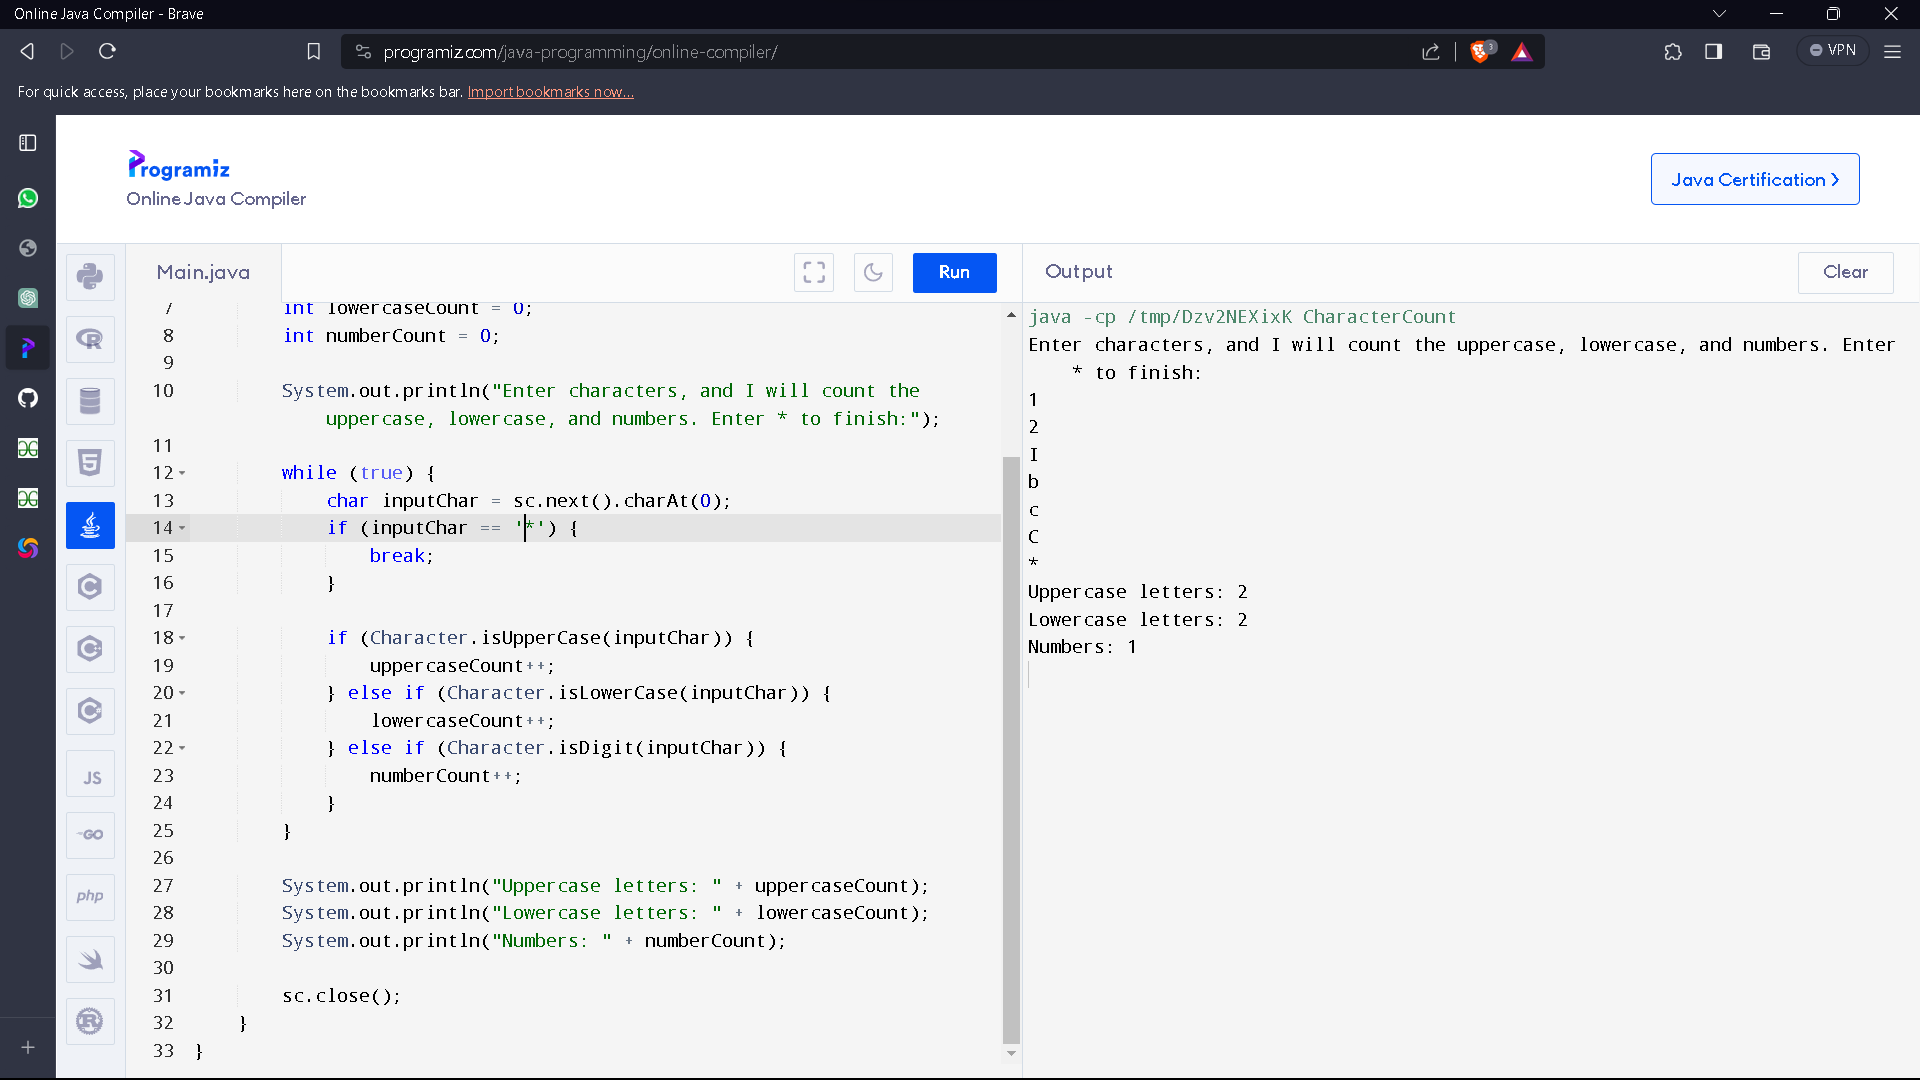 Online Java Compiler - Brave
programiz.com/java-programming/online-compiler/
3
VPN
For quick access, place your bookmarks here on the bookmarks bar. Import bookmarks now...
Programiz
Online Java Compiler
Java Certification >
Main.java
Run
Output
Clear
7 int lowercaseCount = 0;
8 int numberCount = 0;
9
10 System.out.println("Enter characters, and I will count the
uppercase, lowercase, and numbers. Enter * to finish:");
11
12 while (true) {
13 char inputChar = sc.next().charAt(0);
14 if (inputChar == '*') {
15 break;
16 }
17
18 if (Character.isUpperCase(inputChar)) {
19 uppercaseCount++;
20 } else if (Character.isLowerCase(inputChar)) {
21 lowercaseCount++;
22 } else if (Character.isDigit(inputChar)) {
23 numberCount++;
24 }
25 }
26
27 System.out.println("Uppercase letters: " + uppercaseCount);
28 System.out.println("Lowercase letters: " + lowercaseCount);
29 System.out.println("Numbers: " + numberCount);
30
31 sc.close();
32 }
33 }
java -cp /tmp/Dzv2NEXixK CharacterCount
Enter characters, and I will count the uppercase, lowercase, and numbers. Enter
* to finish:
1
2
I
b
c
C
*
Uppercase letters: 2
Lowercase letters: 2
Numbers: 1
R
5
C
C
C
JS
GO
php
R